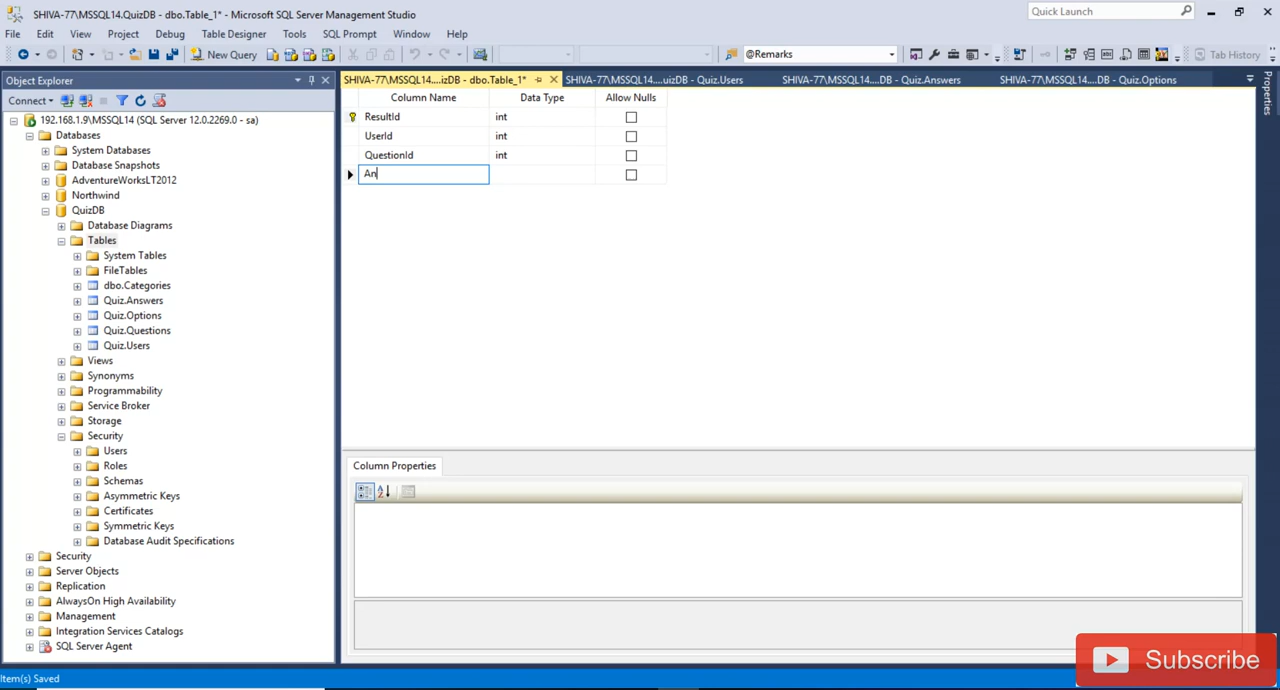 SHIVA-77\MSSQL14.QuizDB - dbo.Table_1* - Microsoft SQL Server Management Studio
Quick Launch
File Edit View Project Debug Table Designer Tools SQL Prompt Window Help
New Query
@Remarks
Tab History
Object Explorer
SHIVA-77\MSSQL14....izDB - dbo.Table_1*
SHIVA-77\MSSQL14....uizDB - Quiz.Users
SHIVA-77\MSSQL14....DB - Quiz.Answers
SHIVA-77\MSSQL14....DB - Quiz.Options
Properties
Connect
192.168.1.9\MSSQL14 (SQL Server 12.0.2269.0 - sa)
Databases
System Databases
Database Snapshots
AdventureWorksLT2012
Northwind
QuizDB
Database Diagrams
Tables
System Tables
FileTables
dbo.Categories
Quiz.Answers
Quiz.Options
Quiz.Questions
Quiz.Users
Views
Synonyms
Programmability
Service Broker
Storage
Security
Users
Roles
Schemas
Asymmetric Keys
Certificates
Symmetric Keys
Database Audit Specifications
Security
Server Objects
Replication
AlwaysOn High Availability
Management
Integration Services Catalogs
SQL Server Agent
Column Name Data Type Allow Nulls
ResultId int
UserId int
QuestionId int
An
Column Properties
Item(s) Saved
Subscribe